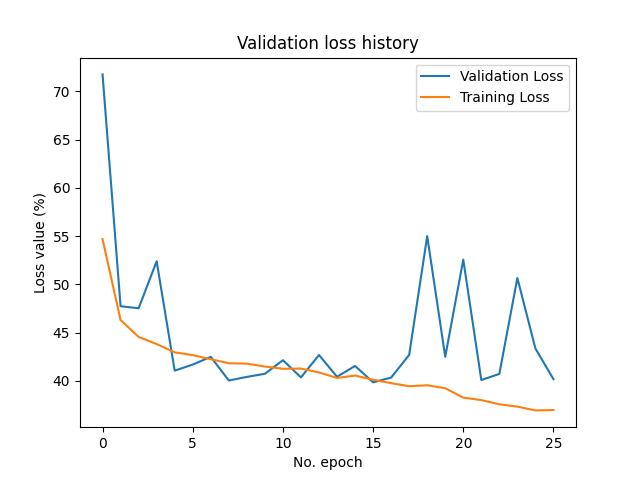 Validation loss history
Validation Loss
Training Loss
70
65
60
55
50
45
40
Loss value (%)
0 5 10 15 20 25
No. epoch